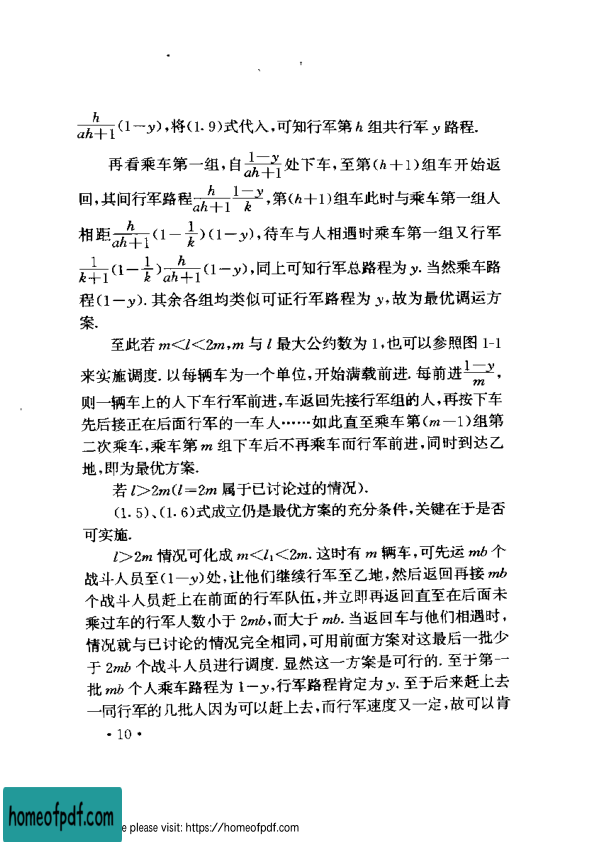 h/(ah+1)(1−y),将(1.9)式代入,可知行军第 h 组共行军 y 路程.
再看乘车第一组,自(1−y)/(ah+1)处下车,至第(h+1)组车开始返
回,其间行军路程 h/(ah+1) (1−y)/k,第(h+1)组车此时与乘车第一组人
相距 h/(ah+1)(1−1/k)(1−y),待车与人相遇时乘车第一组又行军
1/(k+1)(1−1/k)h/(ah+1)(1−y),同上可知行军总路程为 y.当然乘车路
程(1−y).其余各组均类似可证行军路程为 y,故为最优调运方
案.
至此若 m<l<2m,m 与 l 最大公约数为 1,也可以参照图 1-1
来实施调度.以每辆车为一个单位,开始满载前进.每前进(1−y)/m,
则一辆车上的人下车行军前进,车返回先接行军组的人,再按下车
先后接正在后面行军的一车人……如此直至乘车第(m−1)组第
二次乘车,乘车第 m 组下车后不再乘车而行军前进,同时到达乙
地,即为最优方案.
若 l>2m(l=2m 属于已讨论过的情况).
(1.5)、(1.6)式成立仍是最优方案的充分条件,关键在于是否
可实施.
l>2m 情况可化成 m<l₁<2m.这时有 m 辆车,可先运 mb 个
战斗人员至(1−y)处,让他们继续行军至乙地,然后返回再接 mb
个战斗人员赶上在前面的行军队伍,并立即再返回直至在后面未
乘过车的行军人数小于 2mb,而大于 mb.当返回车与他们相遇时,
情况就与已讨论的情况完全相同,可用前面方案对这最后一批少
于 2mb 个战斗人员进行调度.显然这一方案是可行的.至于第一
批 mb 个人乘车路程为 1−y,行军路程肯定为 y.至于后来赶上去
一同行军的几批人因为可以赶上去,而行军速度又一定,故可以肯
· 10 ·
homeofpdf.com
e please visit: https://homeofpdf.com